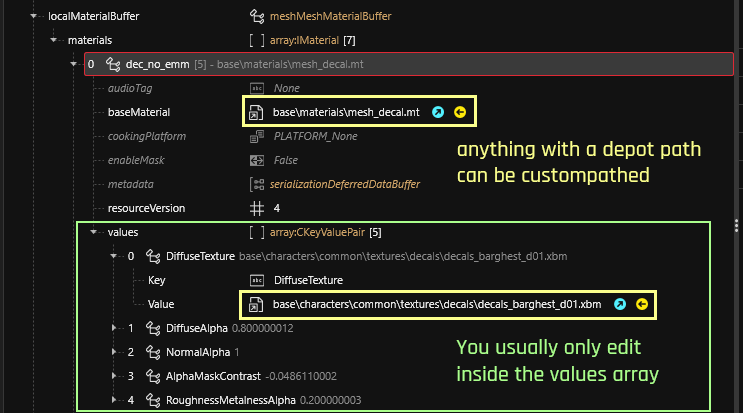 localMaterialBuffer meshMeshMaterialBuffer
materials [ ] array:IMaterial [7]
0 dec_no_emm [5] - base\materials\mesh_decal.mt
audioTag abc None
baseMaterial base\materials\mesh_decal.mt
cookingPlatform PLATFORM_None
enableMask False
metadata serializationDeferredDataBuffer
resourceVersion 4
anything with a depot path
can be custompathed
values [ ] array:CKeyValuePair [5]
0 DiffuseTexture base\characters\common\textures\decals\decals_barghest_d01.xbm
Key abc DiffuseTexture
Value base\characters\common\textures\decals\decals_barghest_d01.xbm
1 DiffuseAlpha 0.800000012
2 NormalAlpha 1
3 AlphaMaskContrast -0.0486110002
4 RoughnessMetalnessAlpha 0.200000003
You usually only edit
inside the values array